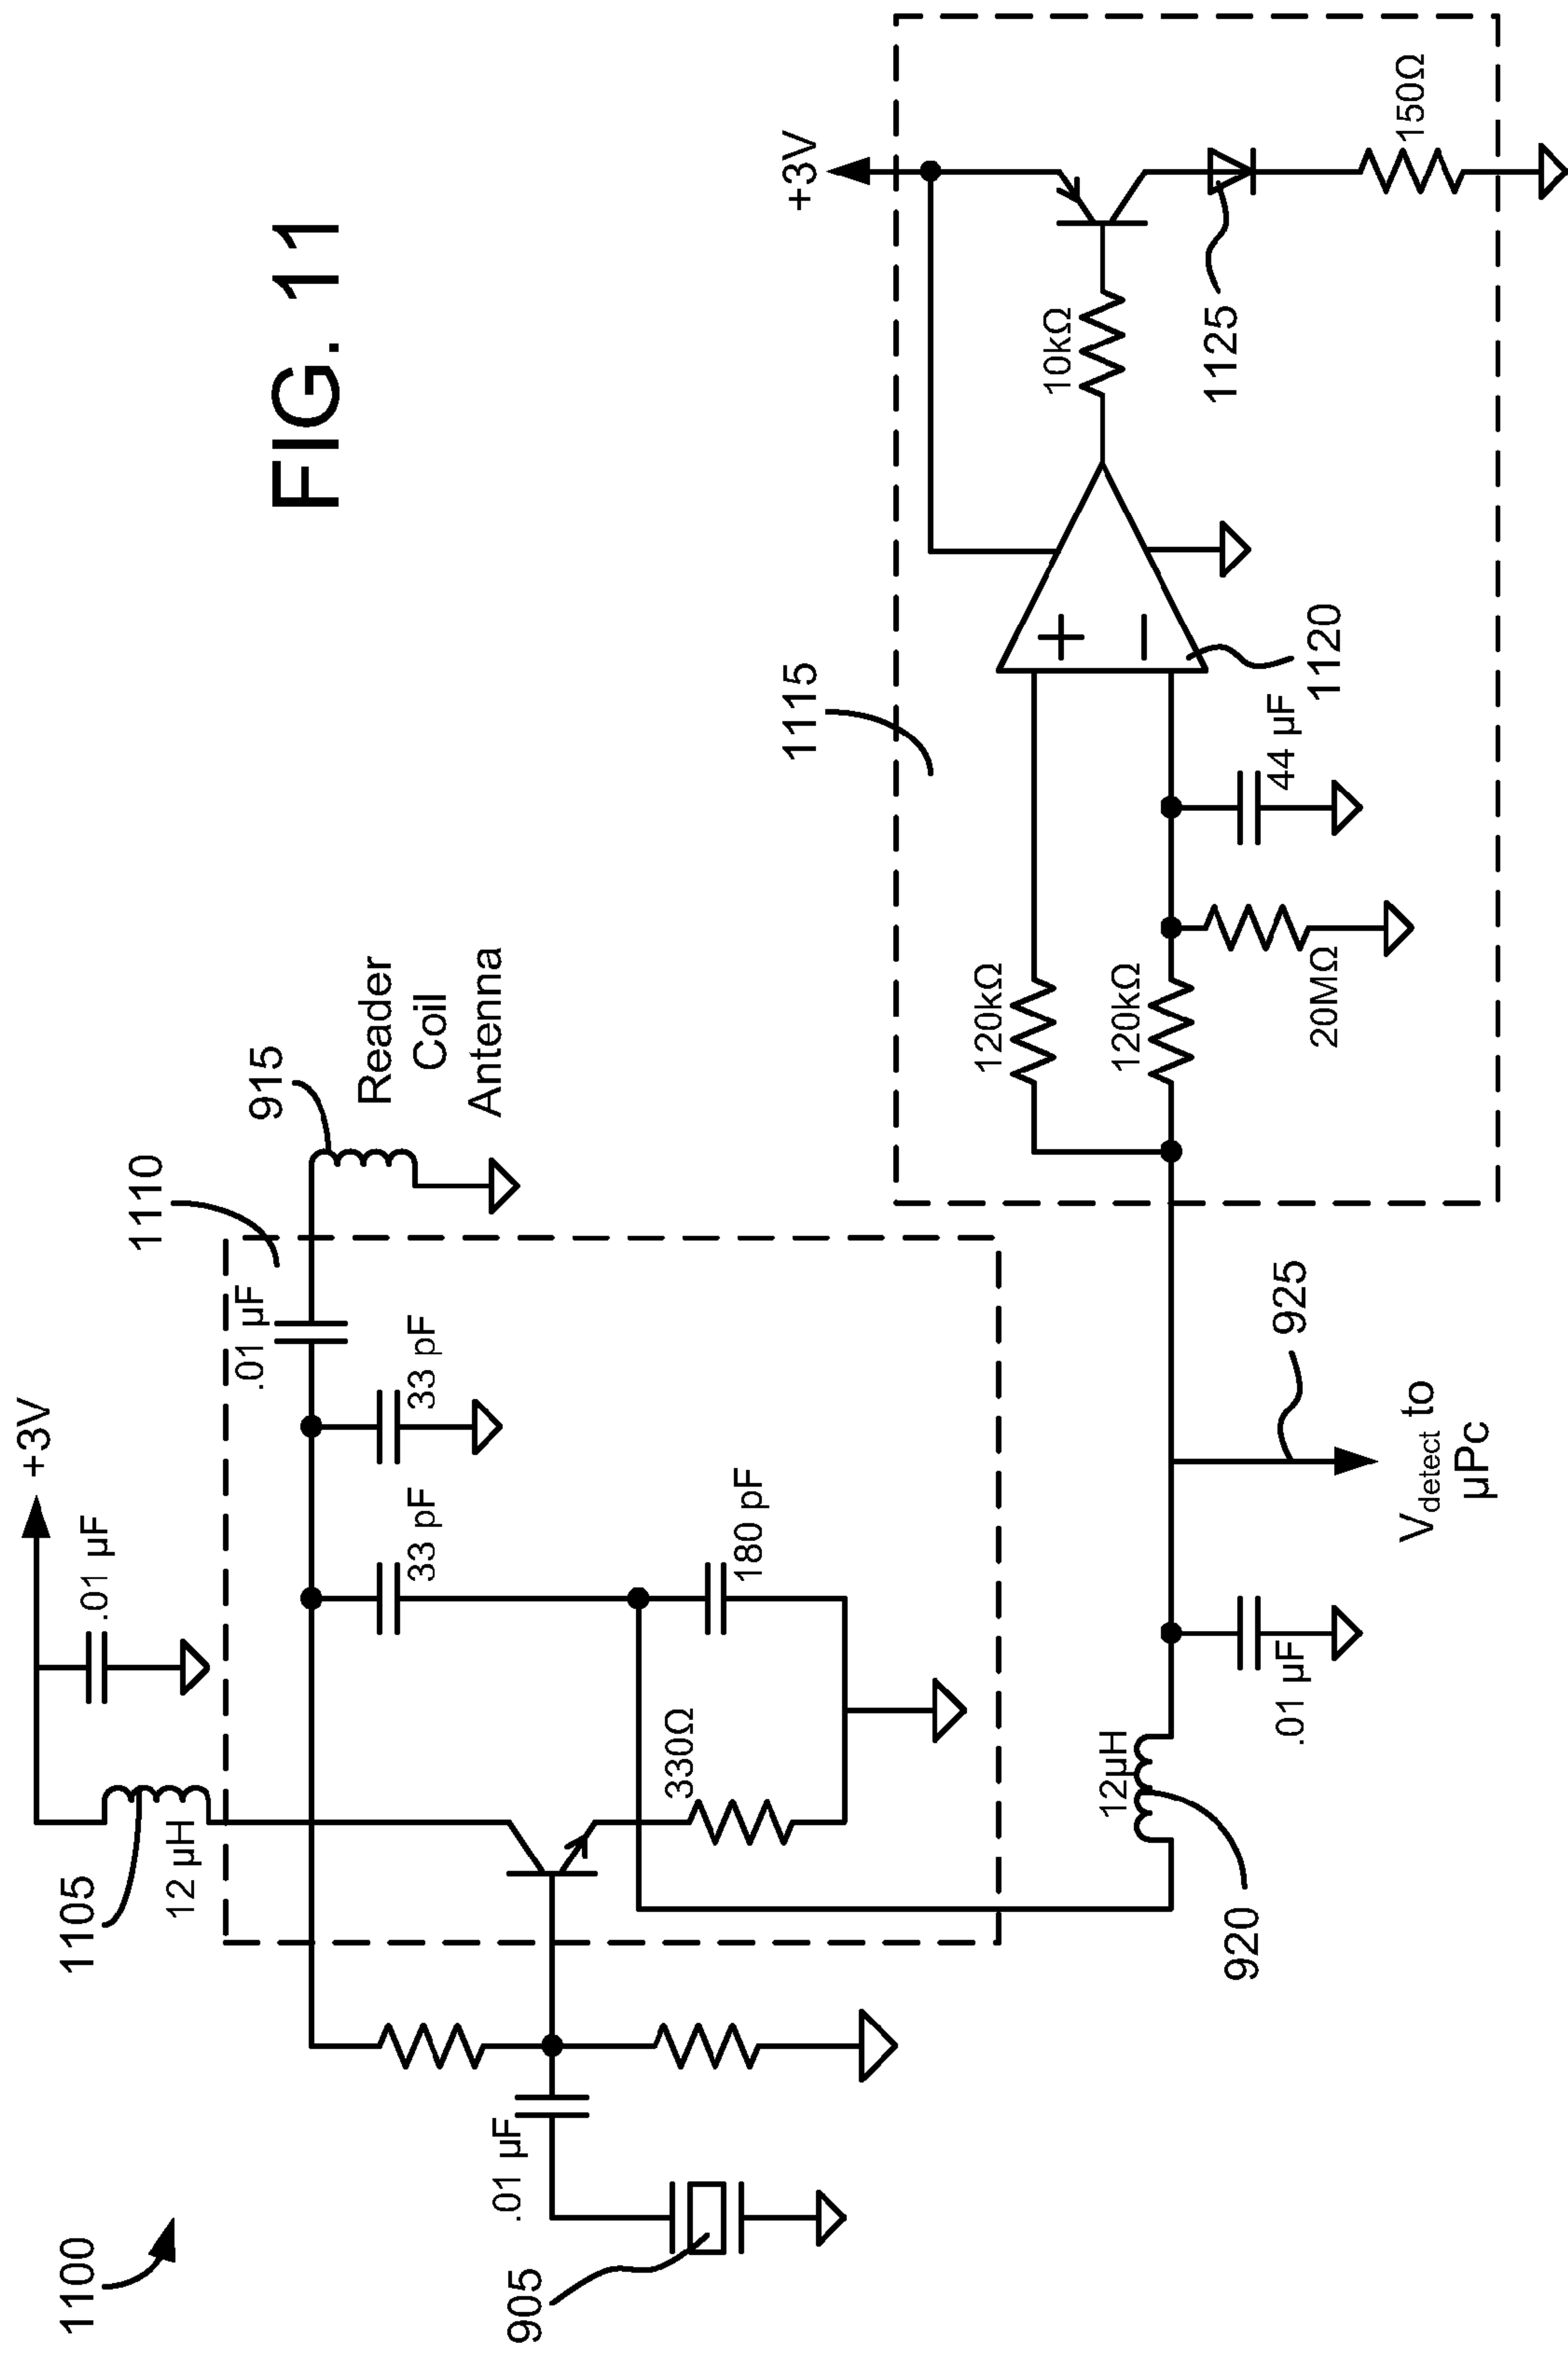 FIG. 11
1100
905
.01 µF
1105
12 µH
.01 µF
+3V
1110
.01 µF
33 pF
33 pF
180 pF
330Ω
915
Reader
Coil
Antenna
12µH
920
.01 µF
925
Vdetect to
µPc
1115
120kΩ
120kΩ
20MΩ
44 µF
+
−
1120
10kΩ
+3V
1125
150Ω